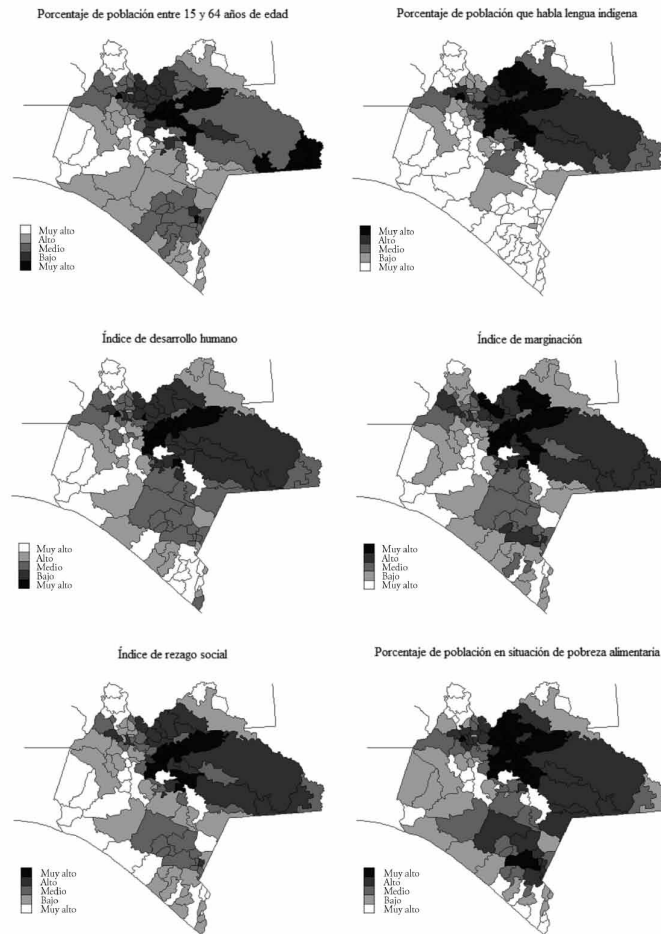 Porcentaje de población entre 15 y 64 años de edad
Muy alto
Alto
Medio
Bajo
Muy alto
Porcentaje de población que habla lengua indigena
Muy alto
Alto
Medio
Bajo
Muy alto
Índice de desarrollo humano
Muy alto
Alto
Medio
Bajo
Muy alto
Índice de marginación
Muy alto
Alto
Medio
Bajo
Muy alto
Índice de rezago social
Muy alto
Alto
Medio
Bajo
Muy alto
Porcentaje de población en situación de pobreza alimentaria
Muy alto
Alto
Medio
Bajo
Muy alto